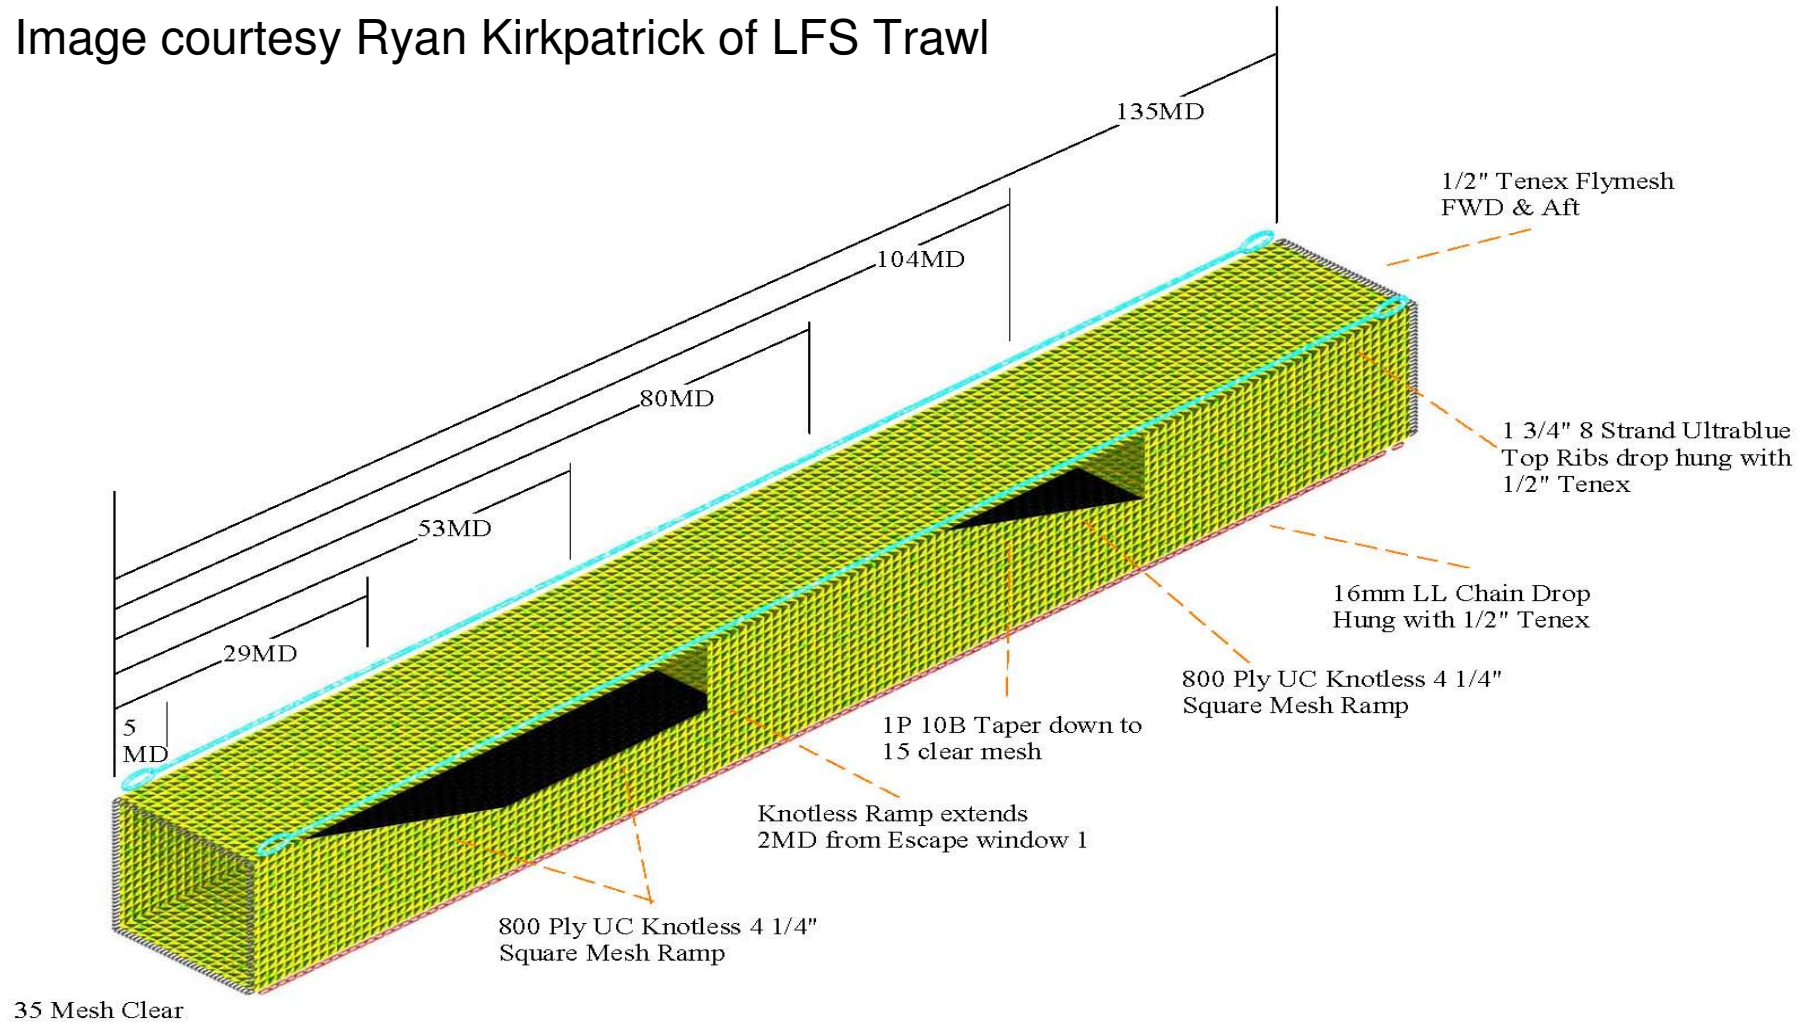 Image courtesy Ryan Kirkpatrick of LFS Trawl
135MD
104MD
80MD
53MD
29MD
5
MD
1/2" Tenex Flymesh
FWD & Aft
1 3/4" 8 Strand Ultrablue
Top Ribs drop hung with
1/2" Tenex
16mm LL Chain Drop
Hung with 1/2" Tenex
800 Ply UC Knotless 4 1/4"
Square Mesh Ramp
1P 10B Taper down to
15 clear mesh
Knotless Ramp extends
2MD from Escape window 1
800 Ply UC Knotless 4 1/4"
Square Mesh Ramp
35 Mesh Clear